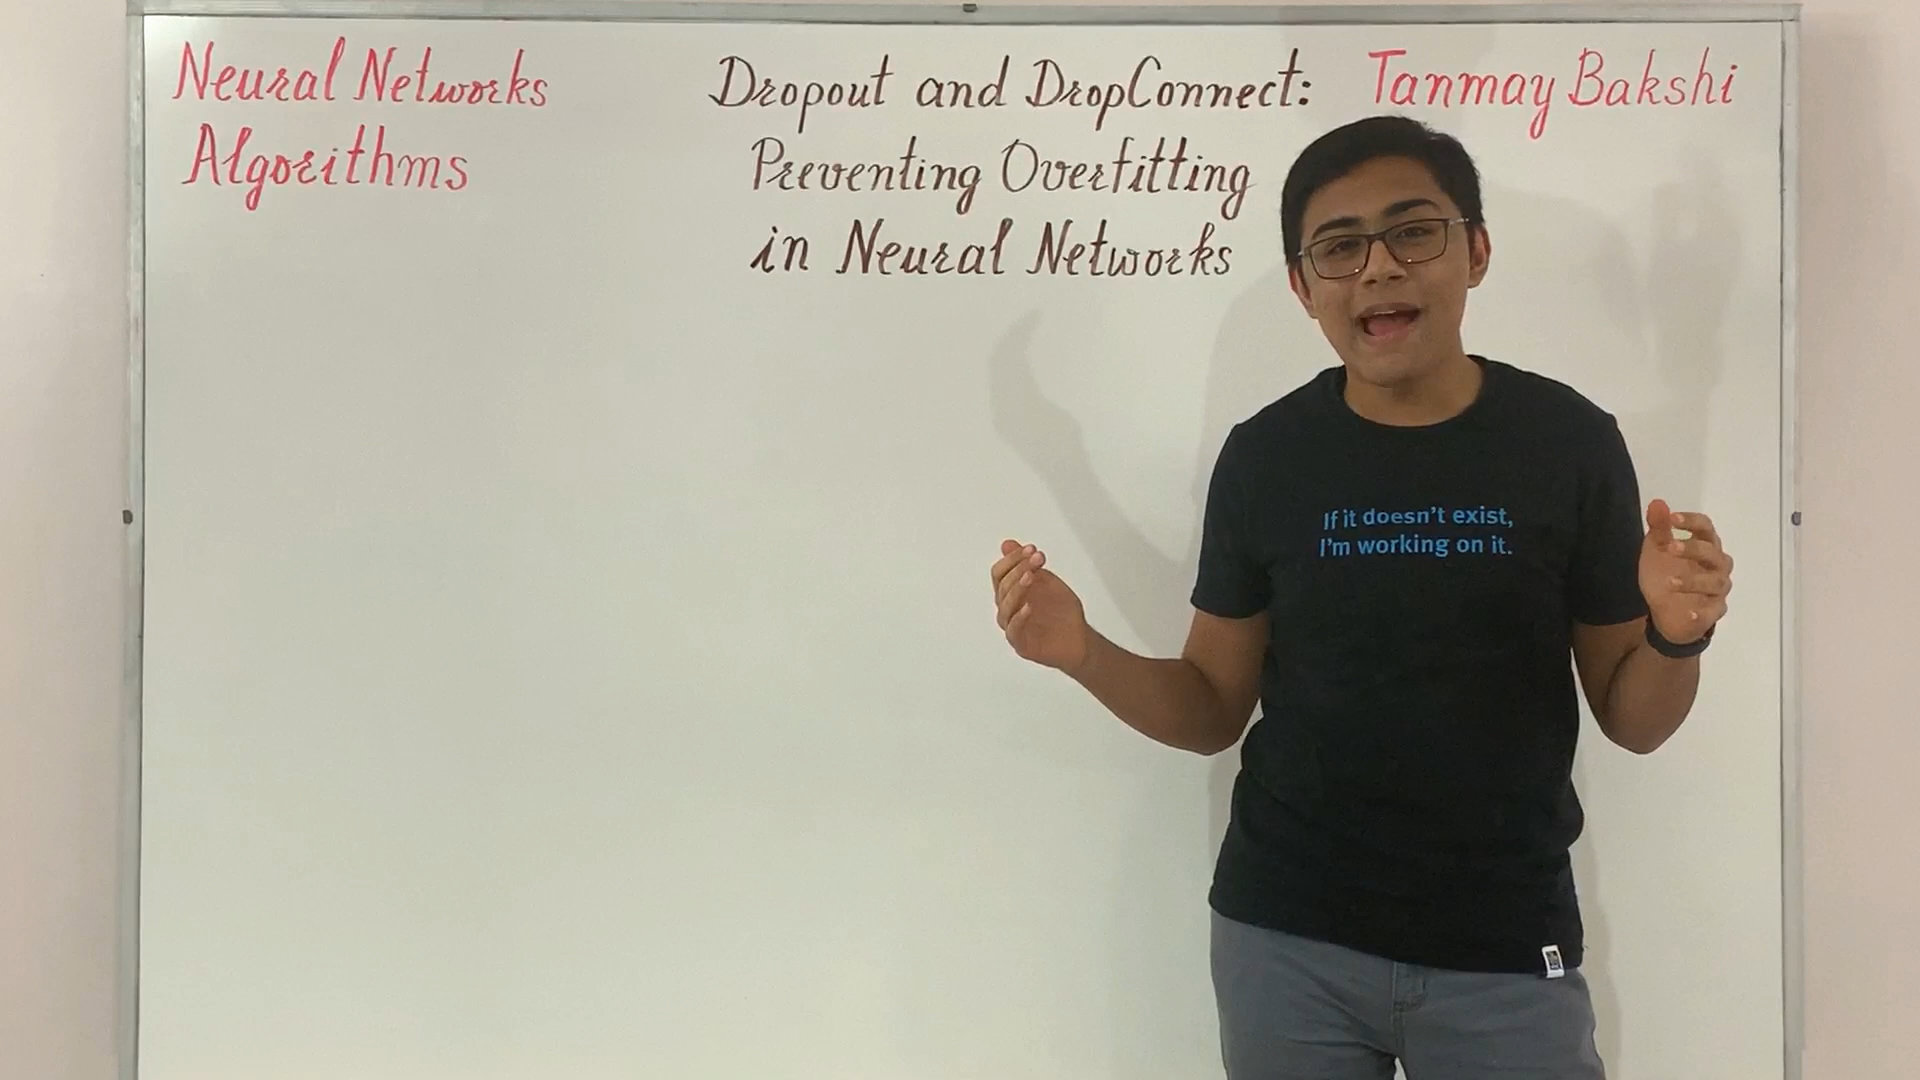 Neural Networks
Algorithms
Dropout and DropConnect:
Preventing Overfitting
in Neural Networks
Tanmay Bakshi
If it doesn't exist,
I'm working on it.